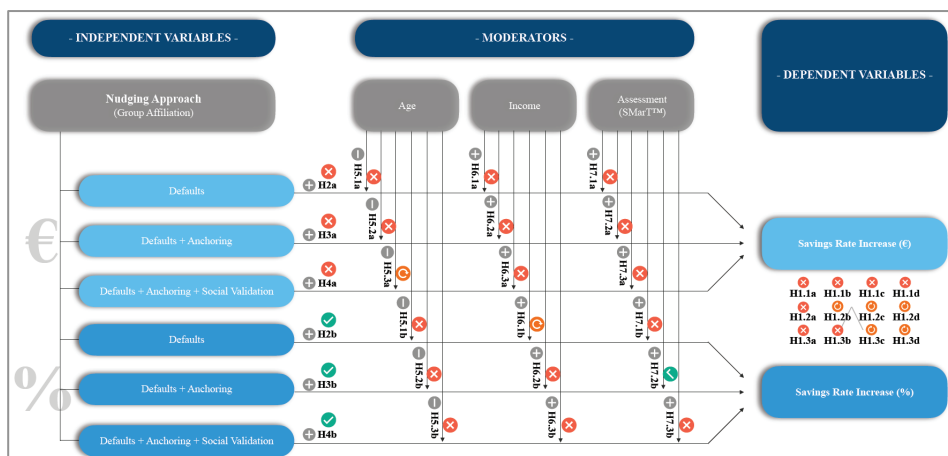 - INDEPENDENT VARIABLES -
- MODERATORS -
- DEPENDENT VARIABLES -
Nudging Approach
(Group Affiliation)
Age
Income
Assessment
(SMarT™)
€
Defaults
H2a
Defaults + Anchoring
H3a
Defaults + Anchoring + Social Validation
H4a
%
Defaults
H2b
Defaults + Anchoring
H3b
Defaults + Anchoring + Social Validation
H4b
H5.1a
H5.2a
H5.3a
H5.1b
H5.2b
H5.3b
H6.1a
H6.2a
H6.3a
H6.1b
H6.2b
H6.3b
H7.1a
H7.2a
H7.3a
H7.1b
H7.2b
H7.3b
Savings Rate Increase (€)
H1.1a H1.1b H1.1c H1.1d
H1.2a H1.2b H1.2c H1.2d
H1.3a H1.3b H1.3c H1.3d
Savings Rate Increase (%)